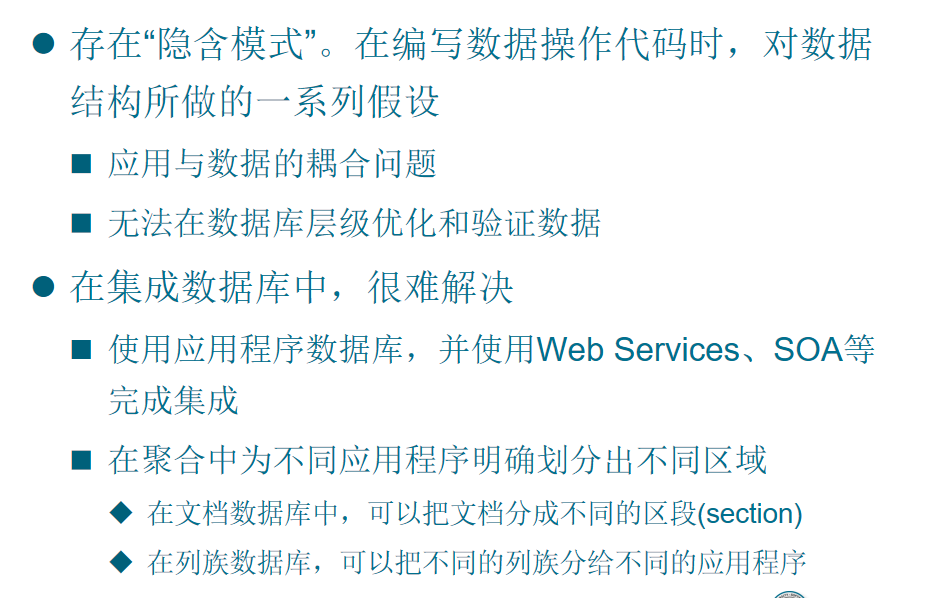 存在“隐含模式”。在编写数据操作代码时，对数据
结构所做的一系列假设
应用与数据的耦合问题
无法在数据库层级优化和验证数据
在集成数据库中，很难解决
使用应用程序数据库，并使用Web Services、SOA等
完成集成
在聚合中为不同应用程序明确划分出不同区域
在文档数据库中，可以把文档分成不同的区段(section)
在列族数据库，可以把不同的列族分给不同的应用程序